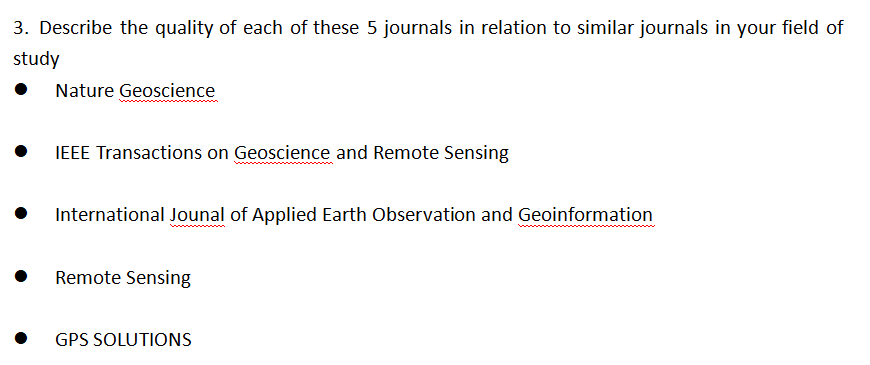 3. Describe the quality of each of these 5 journals in relation to similar journals in your field of
study
● Nature Geoscience
● IEEE Transactions on Geoscience and Remote Sensing
● International Jounal of Applied Earth Observation and Geoinformation
● Remote Sensing
● GPS SOLUTIONS